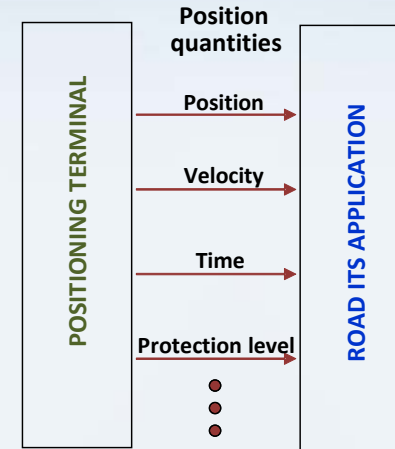 Position
quantities
POSITIONING TERMINAL
Position
Velocity
Time
Protection level
ROAD ITS APPLICATION